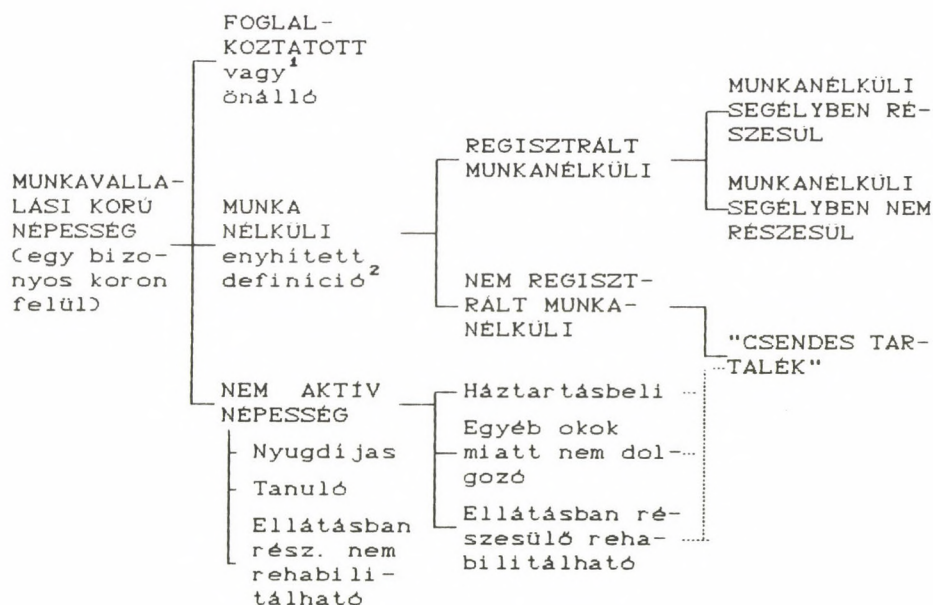 FOGLAL-
KOZTATOTT
vagy¹
önálló
MUNKAVALLA-
LÁSI KORÚ
NÉPESSÉG
(egy bizo-
nyos koron
felül)
MUNKA
NÉLKÜLI
enyhített
definíció²
REGISZTRÁLT
MUNKANÉLKÜLI
MUNKANÉLKÜLI
SEGÉLYBEN RÉ-
SZESÜL
MUNKANÉLKÜLI
SEGÉLYBEN NEM
RÉSZESÜL
NEM REGISZT-
RÁLT MUNKA-
NÉLKÜLI
"CSENDES TAR-
TALÉK"
NEM AKTÍV
NÉPESSÉG
Nyugdíjas
Tanuló
Ellátásban
rész. nem
rehabili-
tálható
Háztartásbeli
Egyéb okok
miatt nem dol-
gozó
Ellátásban ré-
szesülő reha-
bilitálható